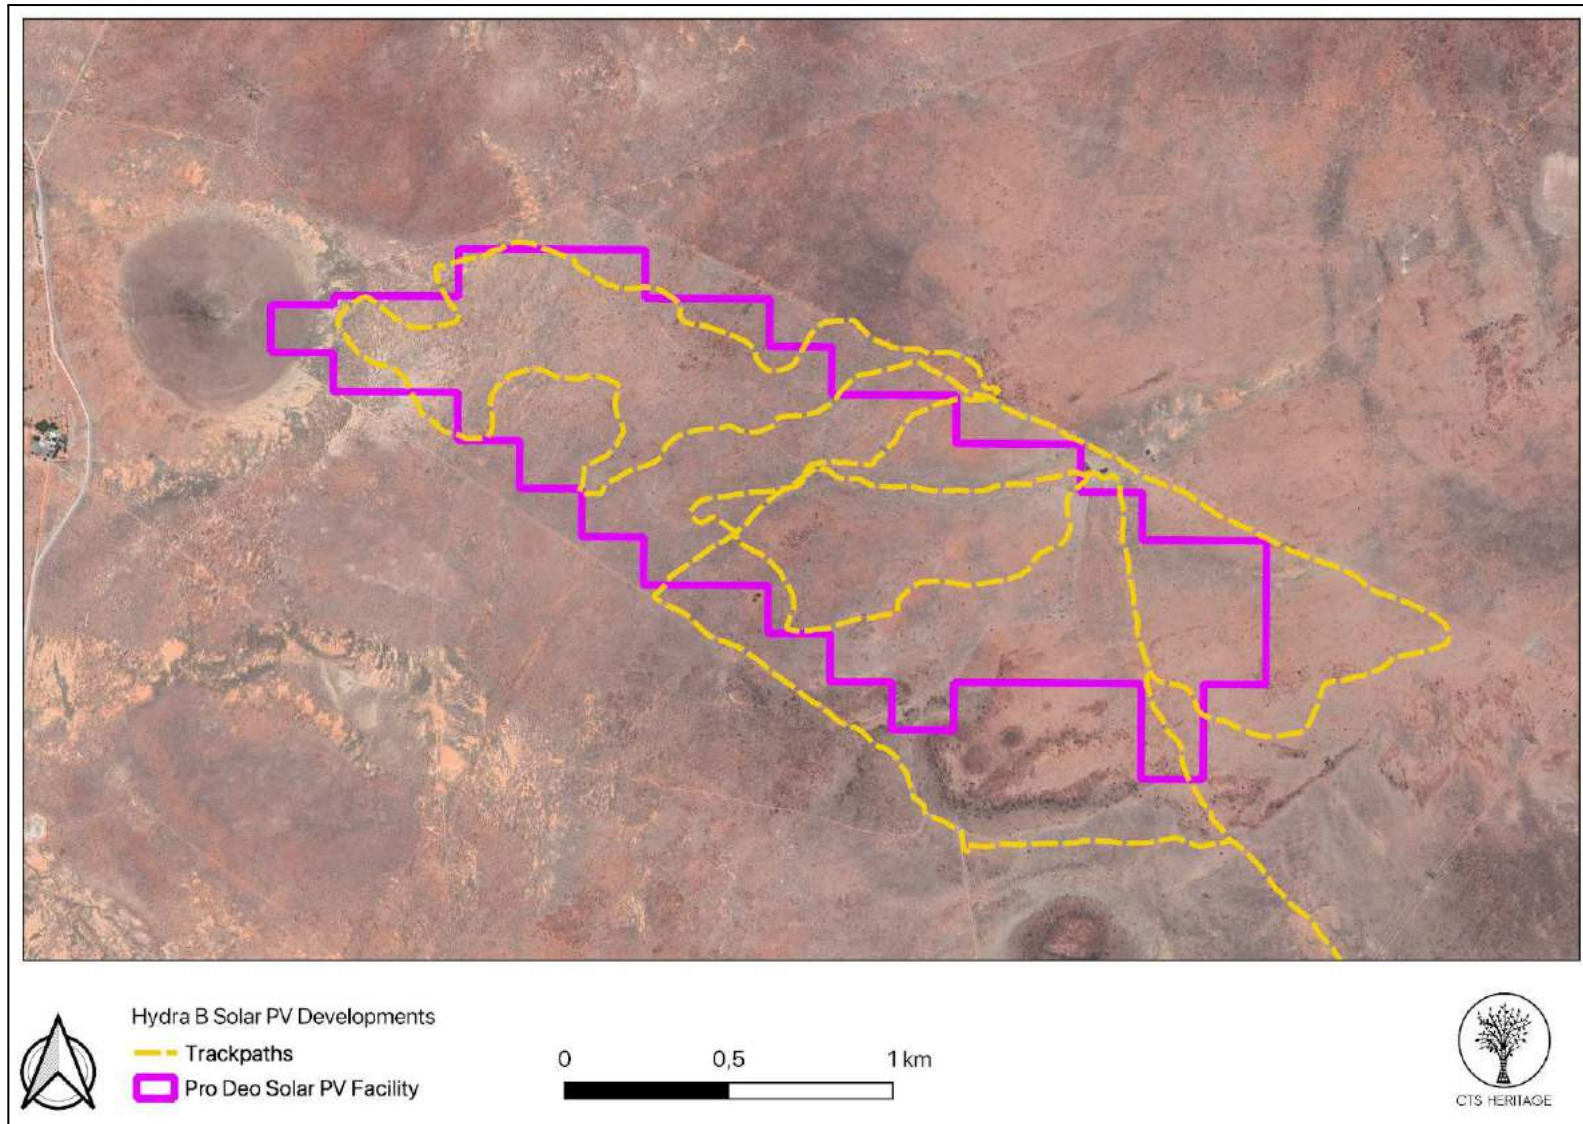 Hydra B Solar PV Developments
Trackpaths
Pro Deo Solar PV Facility
0 0,5 1 km
CTS HERITAGE